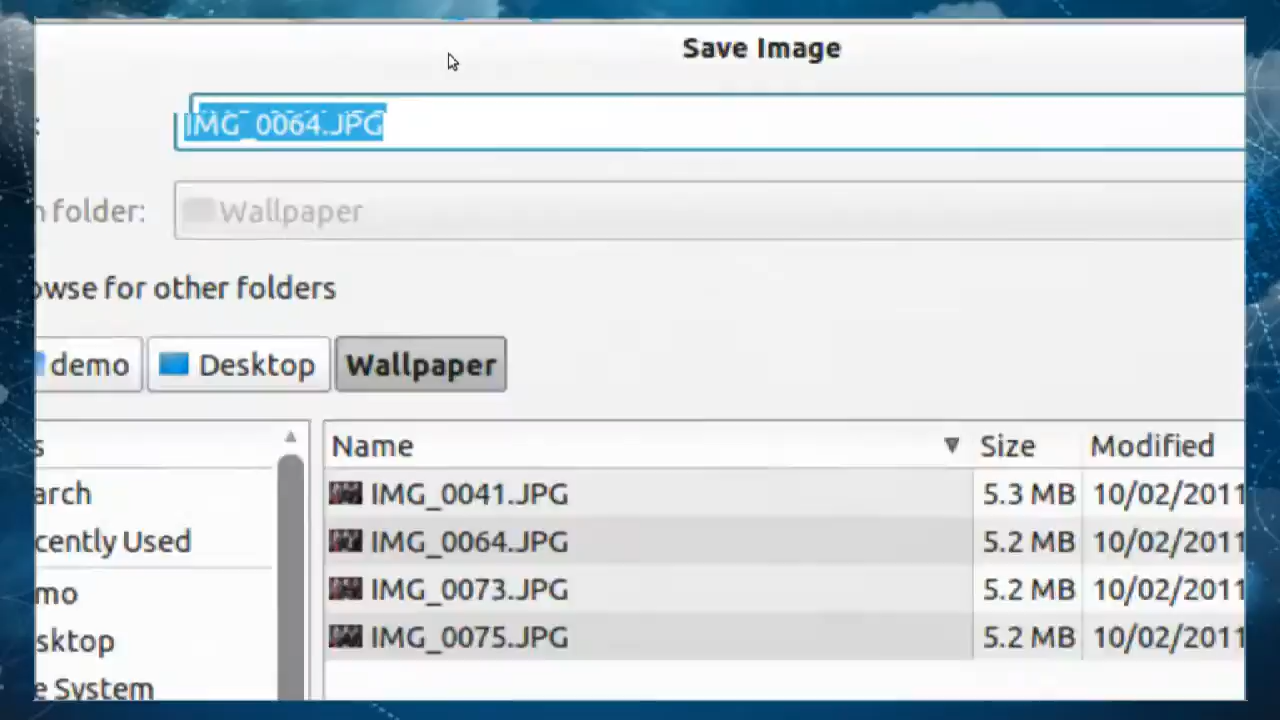 Save Image
IMG_0064.JPG
folder: Wallpaper
owse for other folders
demo Desktop Wallpaper
s
Name Size Modified
arch
IMG_0041.JPG 5.3 MB 10/02/2011
cently Used
IMG_0064.JPG 5.2 MB 10/02/2011
mo
IMG_0073.JPG 5.2 MB 10/02/2011
sktop
IMG_0075.JPG 5.2 MB 10/02/2011
e System